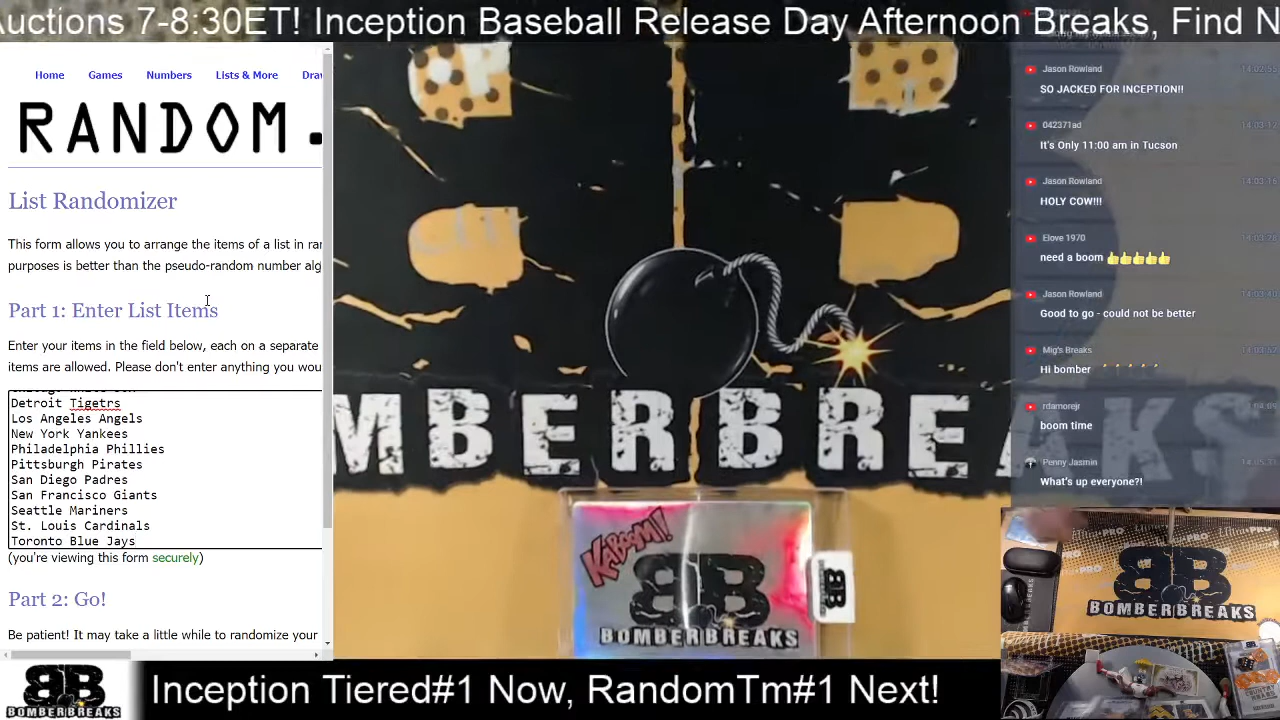 Auctions 7-8:30ET! Inception Baseball Release Day Afternoon Breaks, Find N
Home Games Numbers Lists & More Dra
RANDOM.
List Randomizer
This form allows you to arrange the items of a list in ra
purposes is better than the pseudo-random number alg
Part 1: Enter List Items
Enter your items in the field below, each on a separate
items are allowed. Please don't enter anything you wou
Detroit Tigetrs
Los Angeles Angels
New York Yankees
Philadelphia Phillies
Pittsburgh Pirates
San Diego Padres
San Francisco Giants
Seattle Mariners
St. Louis Cardinals
Toronto Blue Jays
(you're viewing this form securely)
Part 2: Go!
Be patient! It may take a little while to randomize your
MBERBREAKS
KABOOM!!
BB
BOMBERBREAKS
BB
Jason Rowland
SO JACKED FOR INCEPTION!!
042371ad
It's Only 11:00 am in Tucson
Jason Rowland
HOLY COW!!!
Elove 1970
need a boom 👍👍👍👍👍
Jason Rowland
Good to go - could not be better
Mig's Breaks
Hi bomber
rdamorejr
boom time
Penny Jasmin
What's up everyone?!
BB
BOMBERBREAKS
BB
BOMBERBREAKS
Inception Tiered#1 Now, RandomTm#1 Next!